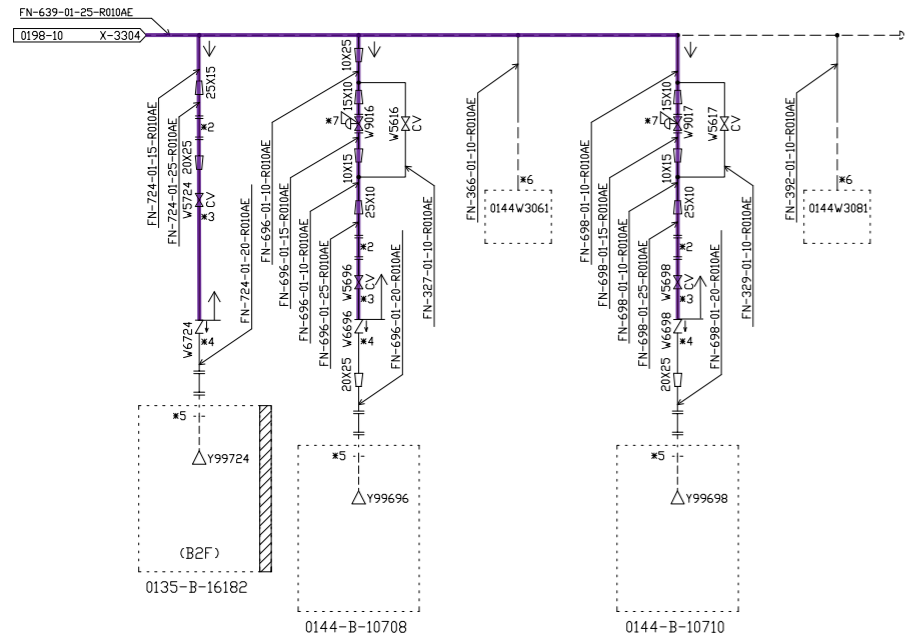 FN-639-01-25-R010AE
0198-10 X-3304
FN-724-01-15-R010AE
25X15
FN-724-01-25-R010AE
*2
20X25
W5724
CV
*3
FN-724-01-20-R010AE
W6724
*4
*5
Y99724
(B2F)
0135-B-16182
10X25
FN-696-01-10-R010AE
15X10
*7
W9016
W5616
CV
FN-696-01-15-R010AE
10X15
FN-696-01-10-R010AE
25X10
FN-696-01-25-R010AE
*2
W5696
CV
*3
FN-327-01-10-R010AE
W6696
*4
FN-696-01-20-R010AE
20X25
*5
Y99696
0144-B-10708
FN-366-01-10-R010AE
*6
0144W3061
FN-698-01-10-R010AE
15X10
*7
W9017
W5617
CV
FN-698-01-15-R010AE
10X15
FN-698-01-10-R010AE
25X10
FN-698-01-25-R010AE
*2
W5698
CV
*3
FN-329-01-10-R010AE
W6698
*4
FN-698-01-20-R010AE
20X25
*5
Y99698
0144-B-10710
FN-392-01-10-R010AE
*6
0144W3081